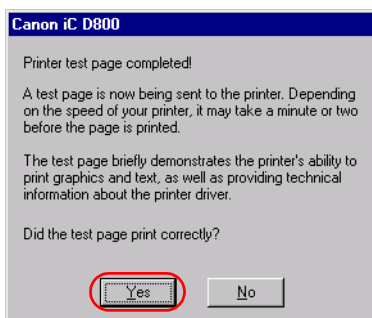 Canon iC D800
Printer test page completed!
A test page is now being sent to the printer. Depending
on the speed of your printer, it may take a minute or two
before the page is printed.
The test page briefly demonstrates the printer's ability to
print graphics and text, as well as providing technical
information about the printer driver.
Did the test page print correctly?
Yes No